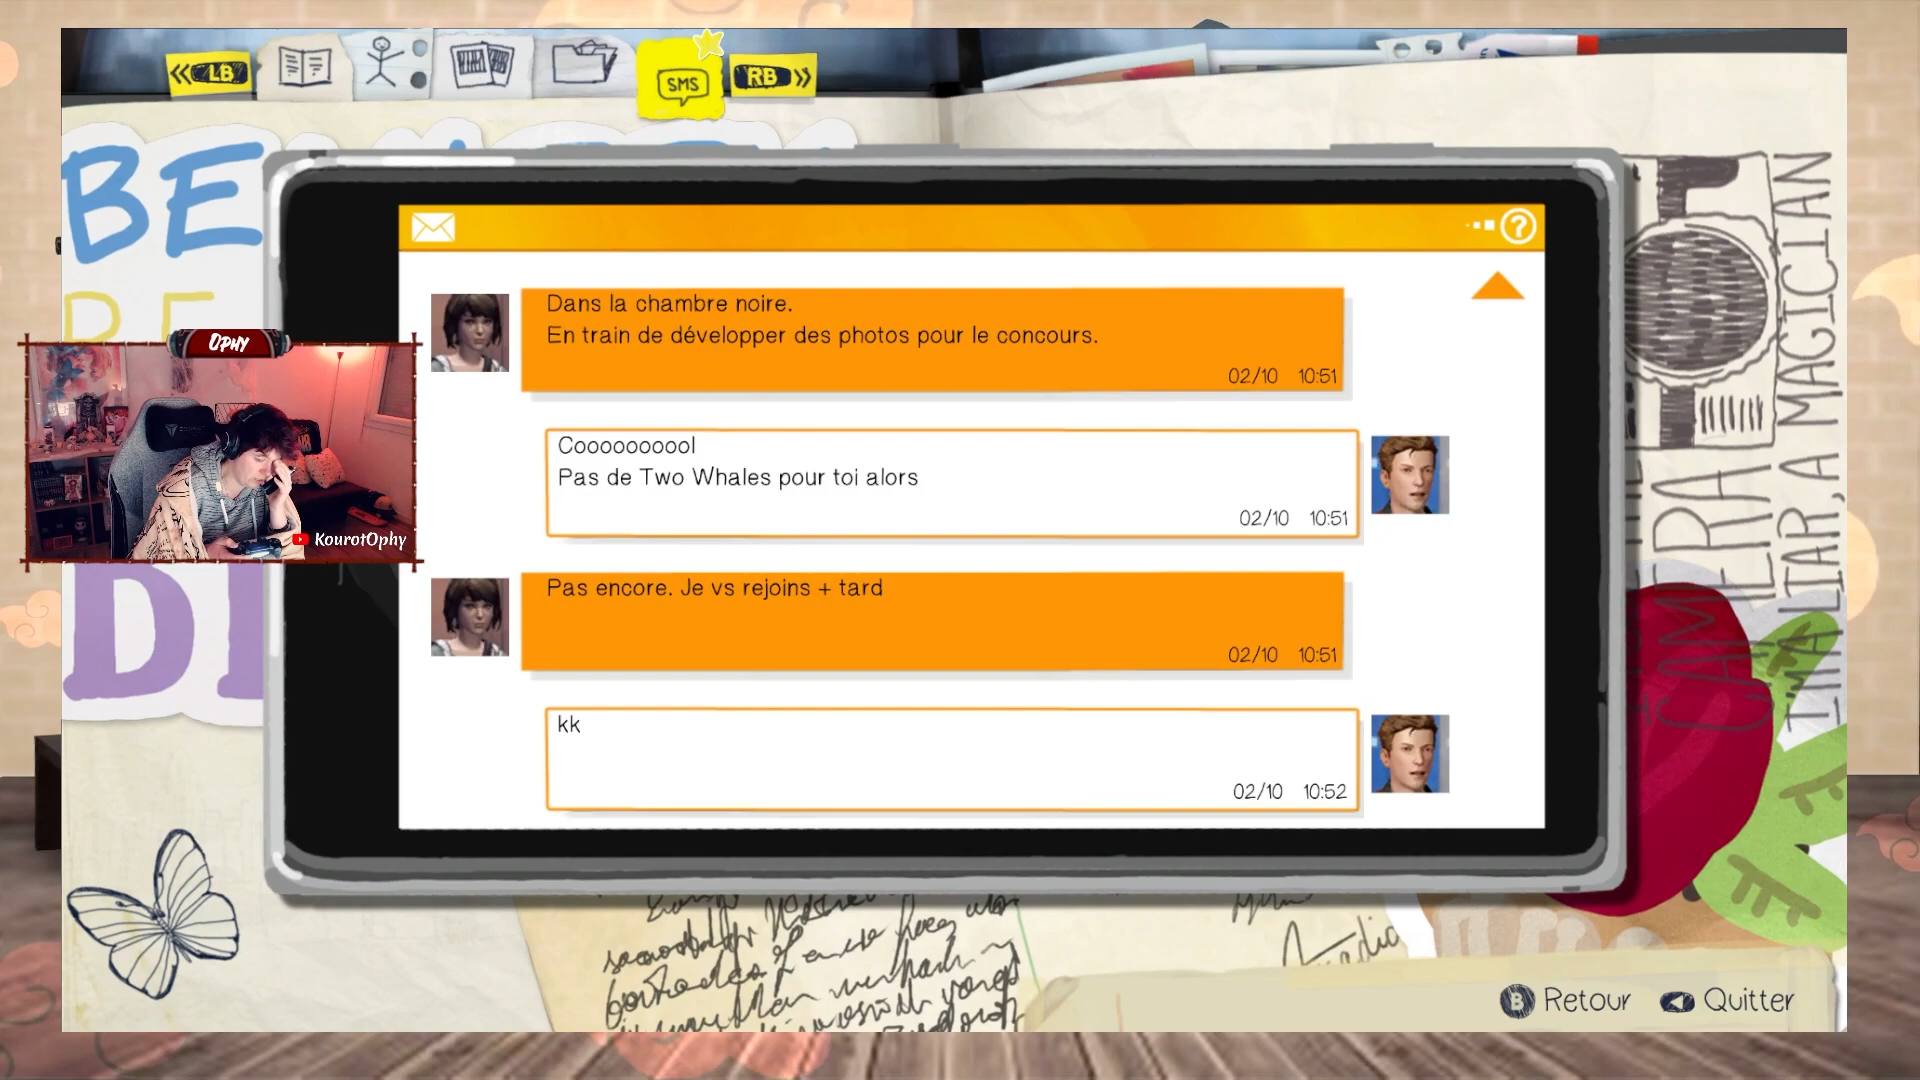 LB
SMS
RB
BE
?
Dans la chambre noire.
En train de développer des photos pour le concours.
02/10 10:51
Cooooooooool
Pas de Two Whales pour toi alors
02/10 10:51
Pas encore. Je vs rejoins + tard
02/10 10:51
kk
02/10 10:52
OPHY
KourotOphy
CAMERA
I'M A LIAR, A MAGICIAN
B Retour
Quitter